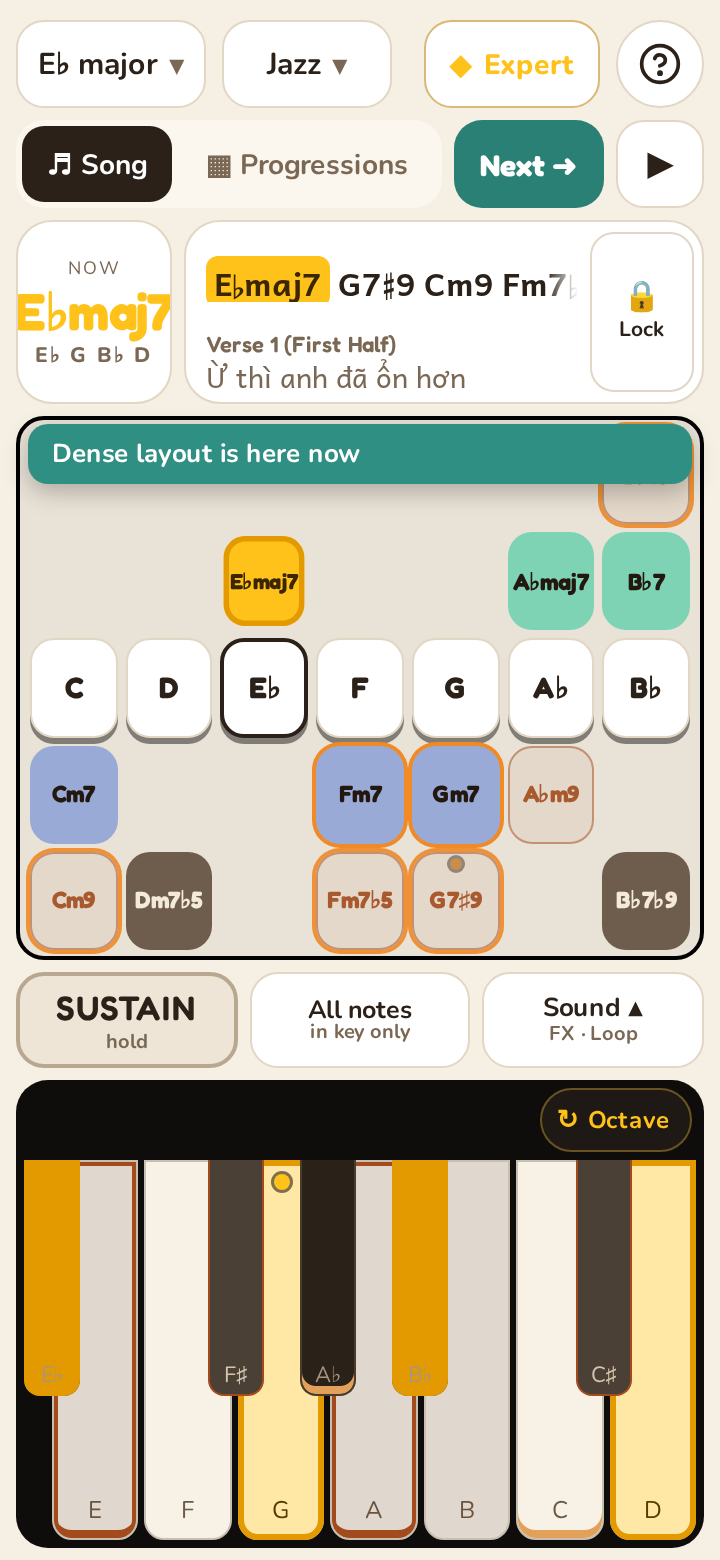 E♭ major ▼
Jazz ▼
◆ Expert
?
♬ Song
▦ Progressions
Next ➜
▶
NOW
E♭maj7
E♭ G B♭ D
E♭maj7 G7♯9 Cm9 Fm7♭
Verse 1 (First Half)
Ừ thì anh đã ổn hơn
🔒
Lock
Dense layout is here now
E♭maj7
A♭maj7
B♭7
C
D
E♭
F
G
A♭
B♭
Cm7
Fm7
Gm7
A♭m9
Cm9
Dm7♭5
Fm7♭5
G7♯9
B♭7♭9
SUSTAIN
hold
All notes
in key only
Sound ▲
FX · Loop
↻ Octave
E♭
F♯
A♭
B♭
C♯
E
F
G
A
B
C
D